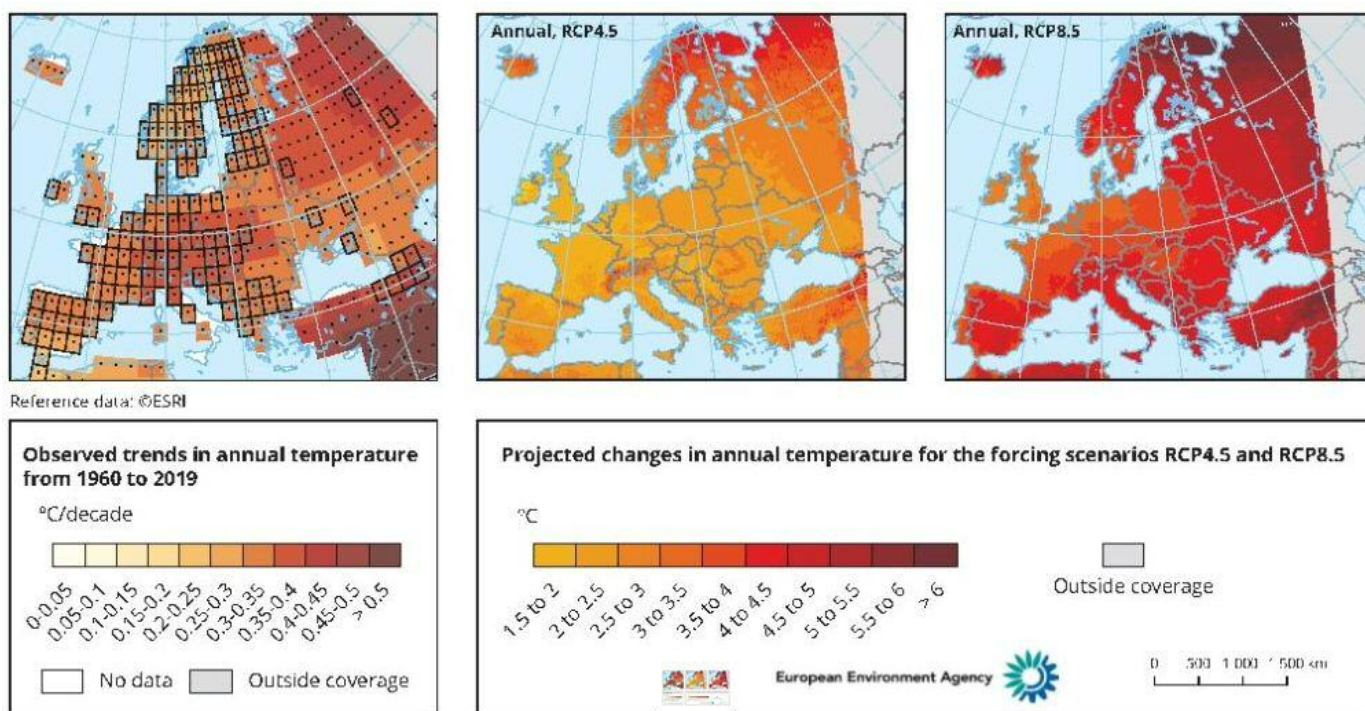 Annual, RCP4.5
Annual, RCP8.5
Reference data: ©ESRI
Observed trends in annual temperature
from 1960 to 2019
°C/decade
0-0.05
0.05-0.1
0.1-0.15
0.15-0.2
0.2-0.25
0.25-0.3
0.3-0.35
0.35-0.4
0.4-0.45
0.45-0.5
> 0.5
No data
Outside coverage
Projected changes in annual temperature for the forcing scenarios RCP4.5 and RCP8.5
°C
1.5 to 2
2 to 2.5
2.5 to 3
3 to 3.5
3.5 to 4
4 to 4.5
4.5 to 5
5 to 5.5
5.5 to 6
> 6
Outside coverage
European Environment Agency
0 500 1 000 1 500 km